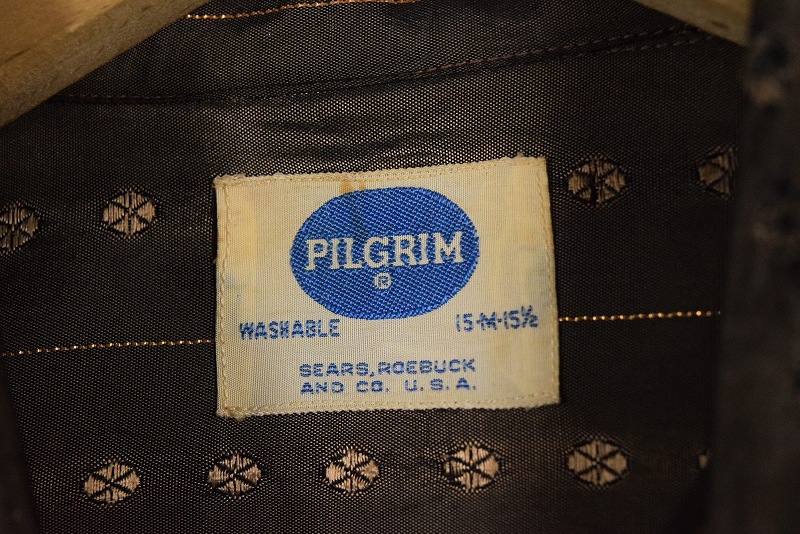 PILGRIM
®
WASHABLE 15-M-15½
SEARS, ROEBUCK
AND CO. U.S.A.